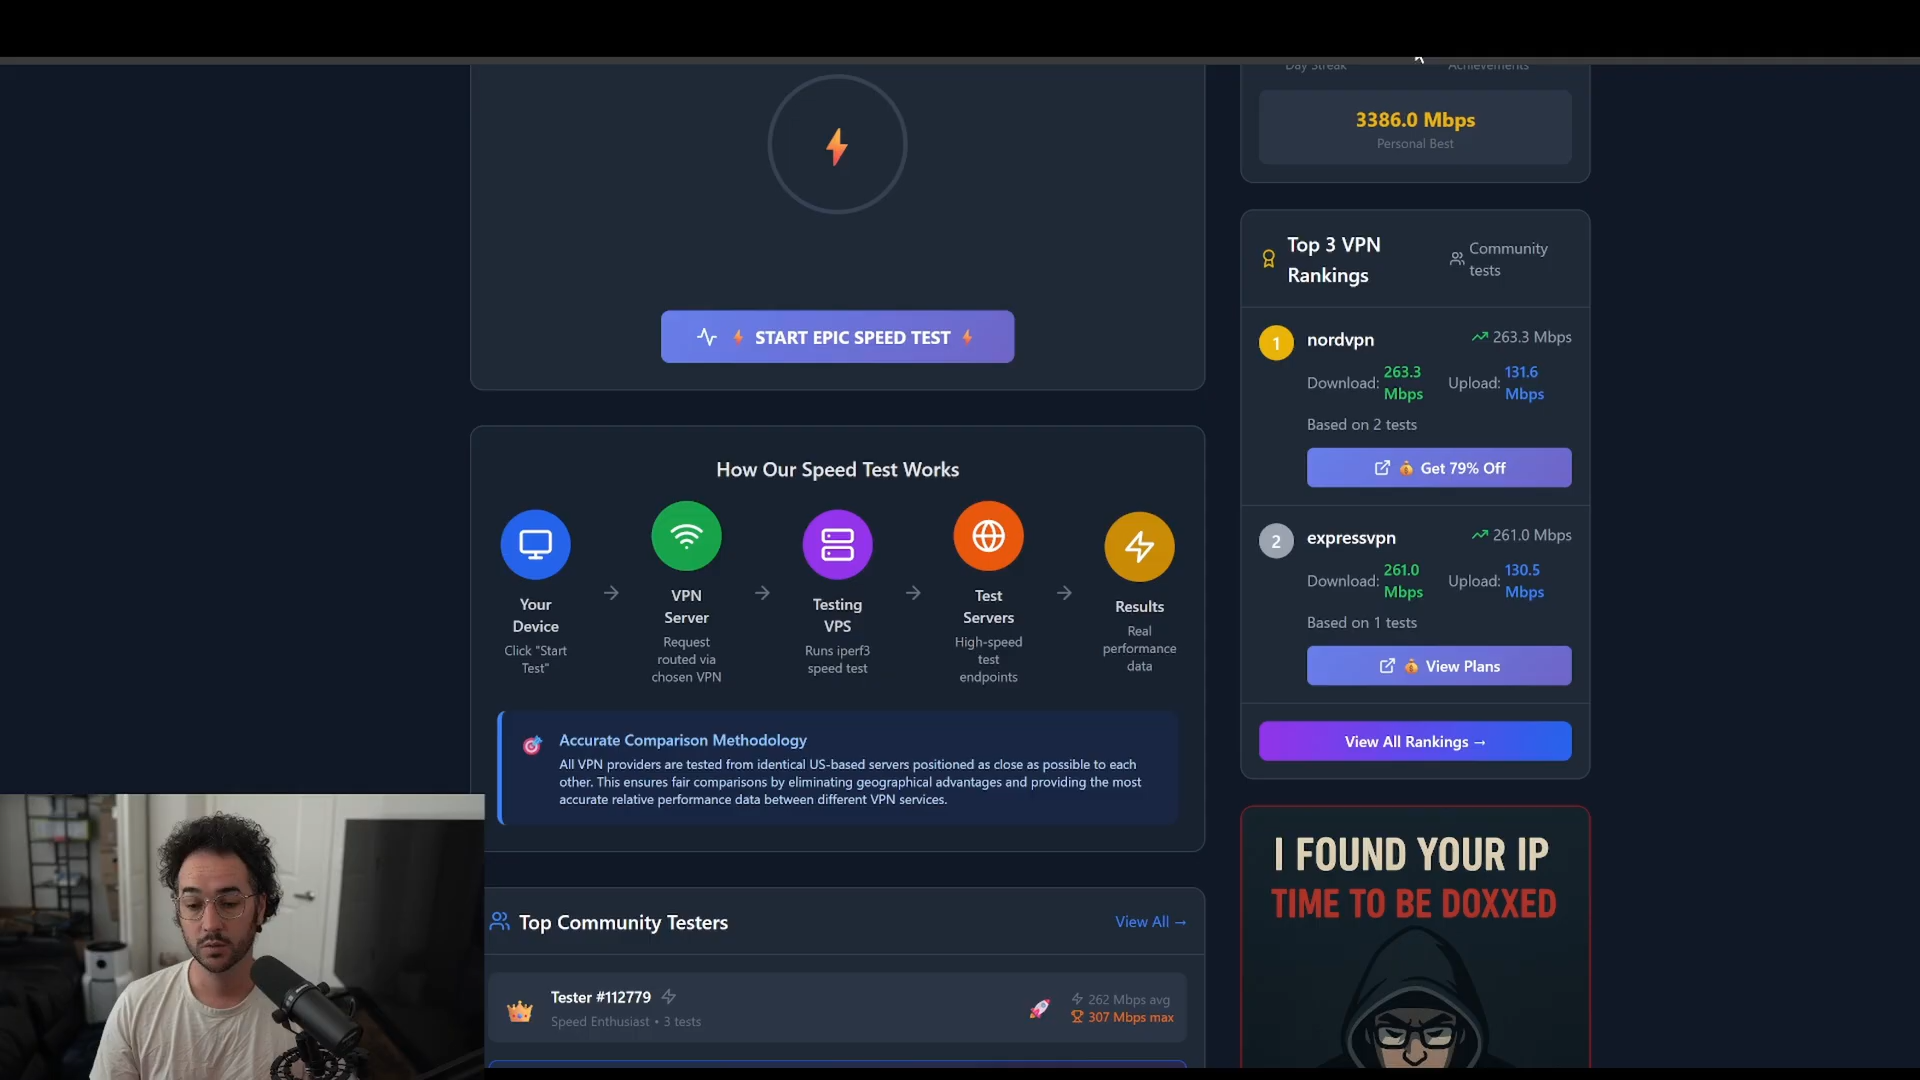 Day Streak
Achievements
3386.0 Mbps
Personal Best
START EPIC SPEED TEST
Top 3 VPN
Rankings
Community
tests
1
nordvpn
263.3 Mbps
Download:
263.3
Mbps
Upload:
131.6
Mbps
Based on 2 tests
Get 79% Off
2
expressvpn
261.0 Mbps
Download:
261.0
Mbps
Upload:
130.5
Mbps
Based on 1 tests
View Plans
View All Rankings →
How Our Speed Test Works
Your
Device
Click "Start
Test"
VPN
Server
Request
routed via
chosen VPN
Testing
VPS
Runs iperf3
speed test
Test
Servers
High-speed
test
endpoints
Results
Real
performance
data
Accurate Comparison Methodology
All VPN providers are tested from identical US-based servers positioned as close as possible to each
other. This ensures fair comparisons by eliminating geographical advantages and providing the most
accurate relative performance data between different VPN services.
Top Community Testers
View All →
Tester #112779
Speed Enthusiast • 3 tests
262 Mbps avg
307 Mbps max
I FOUND YOUR IP
TIME TO BE DOXXED